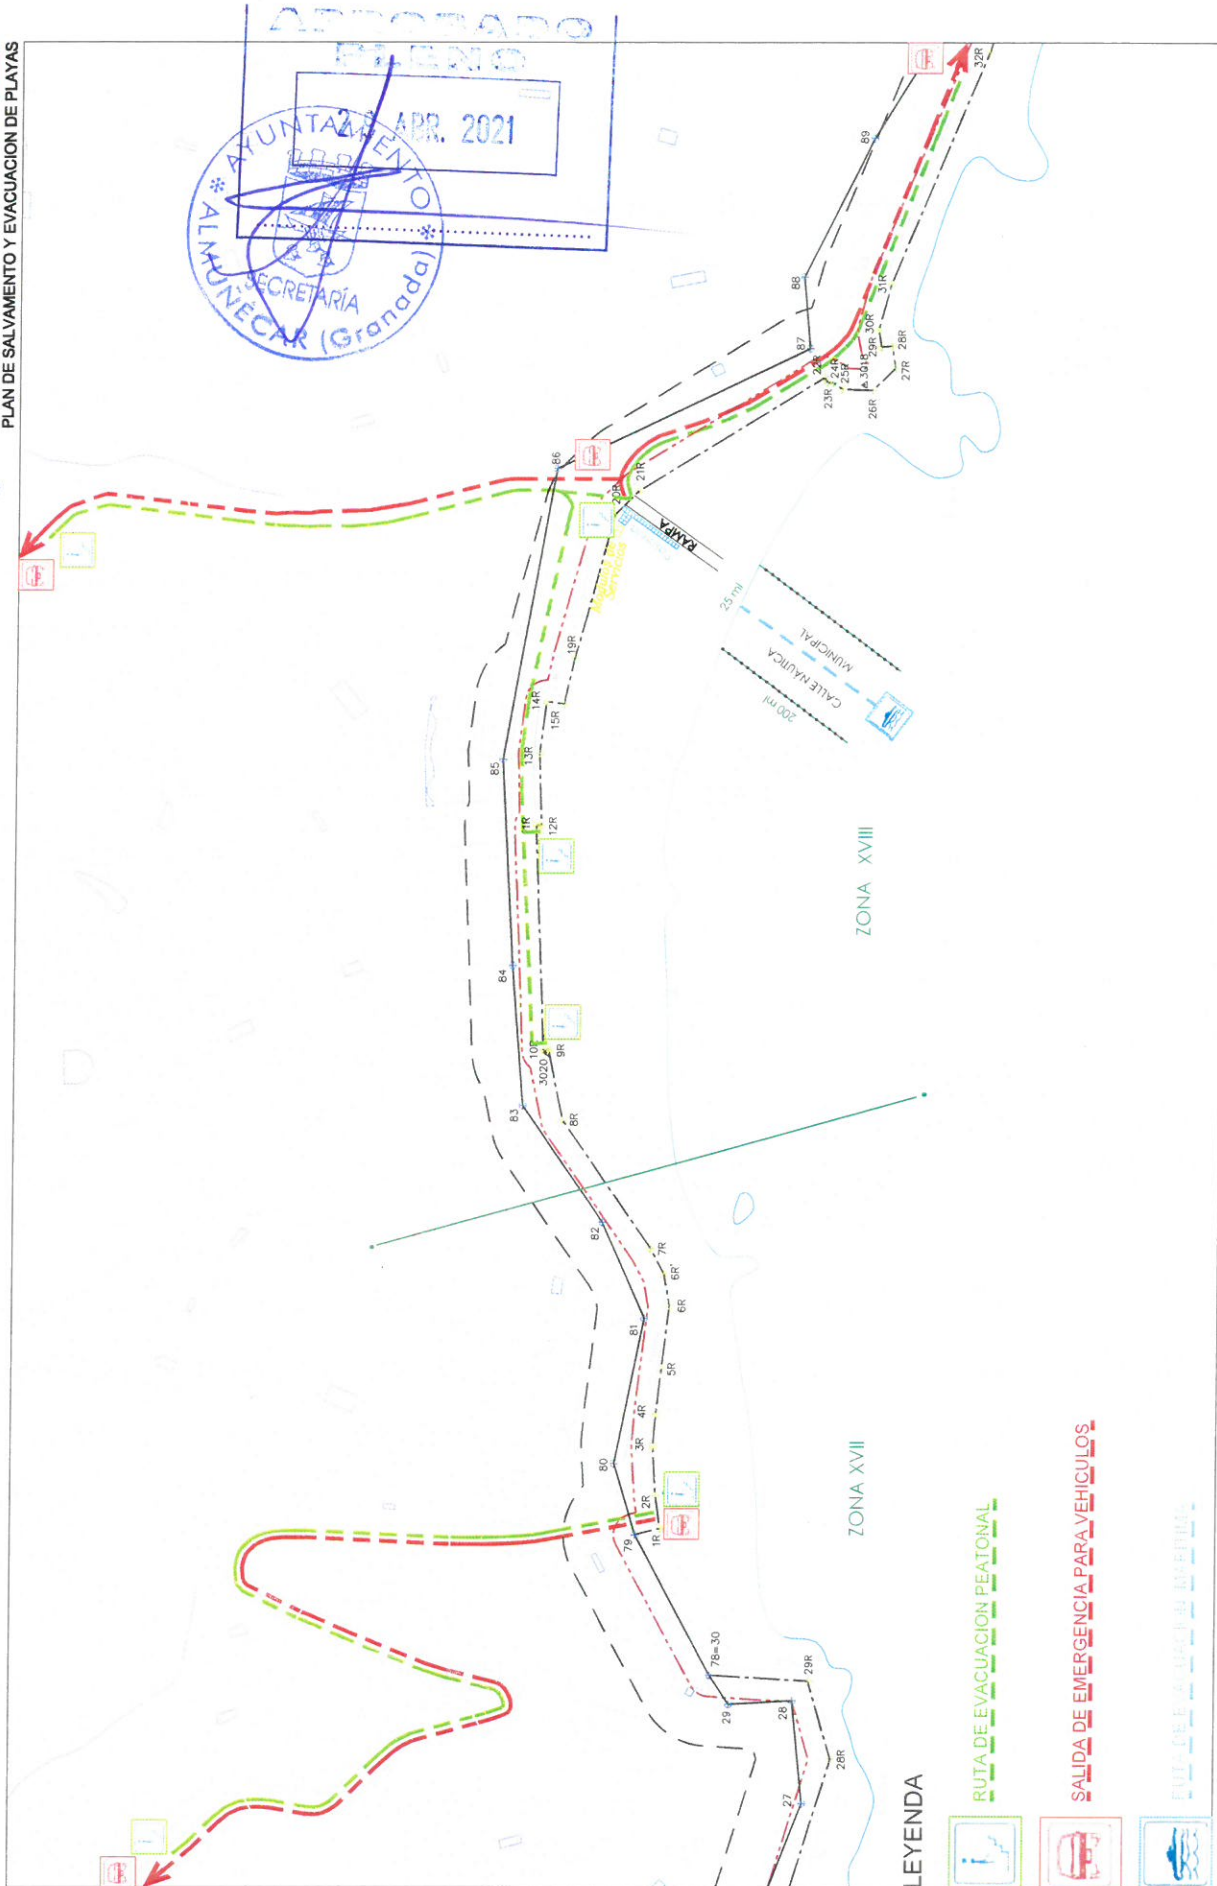 PLAN DE SALVAMENTO Y EVACUACION DE PLAYAS
APROBADO
PLENO
ABR. 2021
AYUNTAMIENTO
ALMUÑÉCAR (Granada)
SECRETARÍA
32R
89
88
31R
30R
29R
28R
27R
87
22R
24R
25R
3018
23R
26R
86
21R
20R
RAMPA
Servicios
25 ml
MUNICIPAL
CALLE NÁUTICA
200 ml
19R
14R
15R
13R
85
1R
12R
84
ZONA XVIII
10R
3020
9R
83
8R
82
7R
6R'
6R
81
5R
4R
3R
80
2R
1R
79
ZONA XVII
78=30
29
29R
28
28R
27
LEYENDA
RUTA DE EVACUACION PEATONAL
SALIDA DE EMERGENCIA PARA VEHICULOS